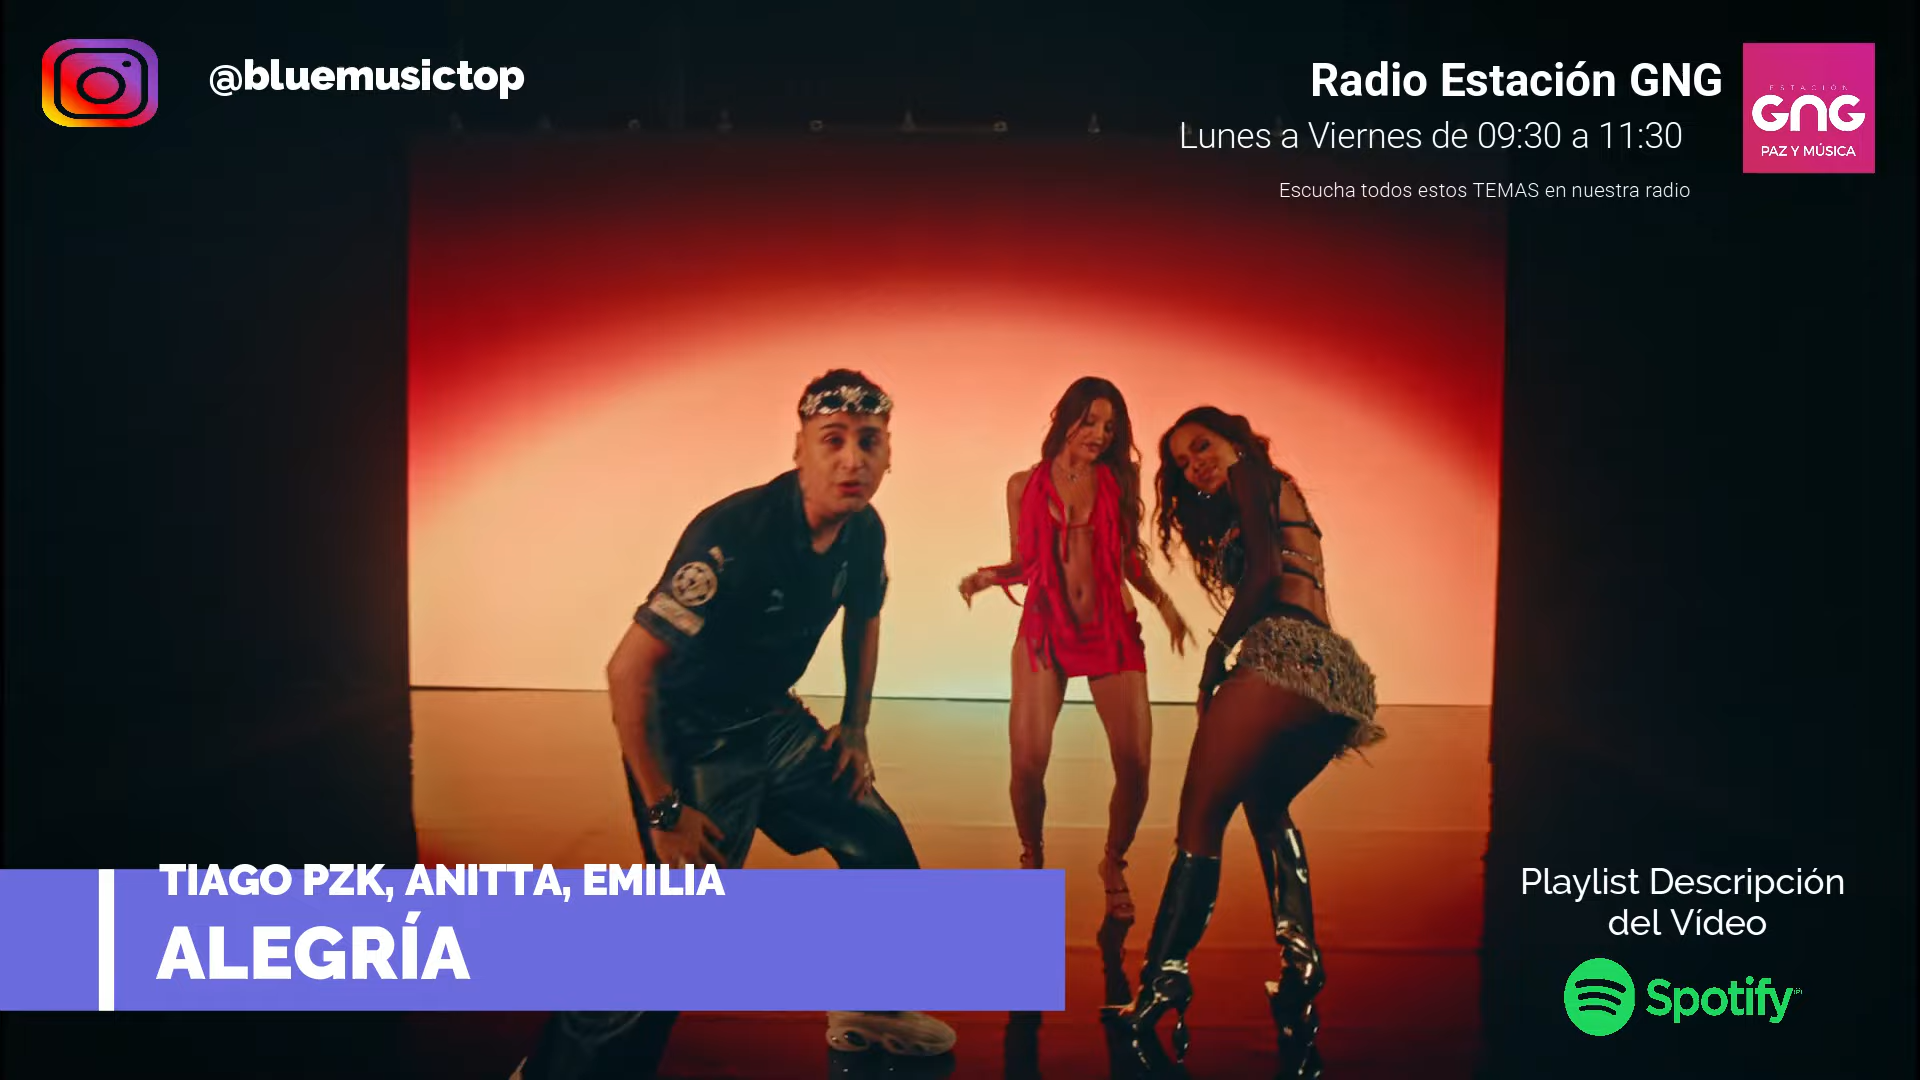 @bluemusictop
Radio Estación GNG
Lunes a Viernes de 09:30 a 11:30
Escucha todos estos TEMAS en nuestra radio
ESTACIÓN
GNG
PAZ Y MÚSICA
TIAGO PZK, ANITTA, EMILIA
ALEGRÍA
Playlist Descripción
del Vídeo
Spotify